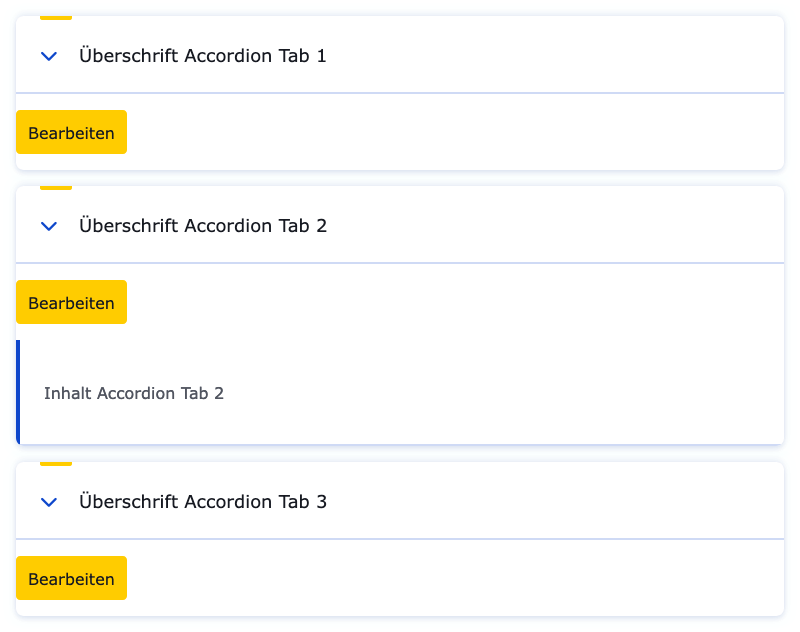 Überschrift Accordion Tab 1
Bearbeiten
Überschrift Accordion Tab 2
Bearbeiten
Inhalt Accordion Tab 2
Überschrift Accordion Tab 3
Bearbeiten